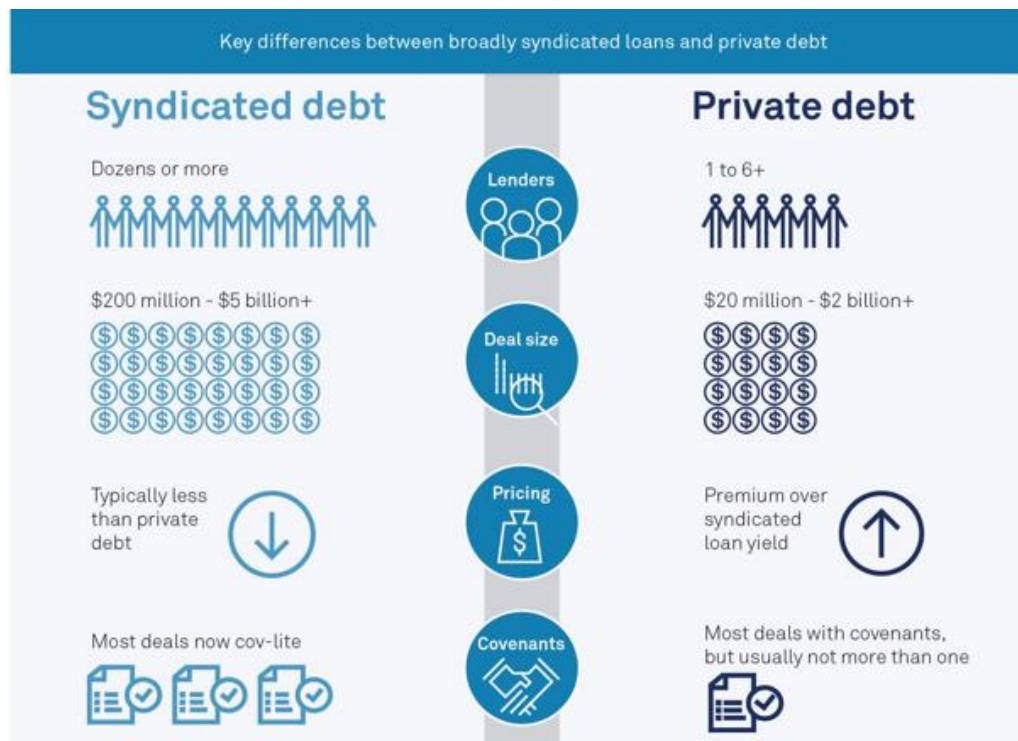 Key differences between broadly syndicated loans and private debt
Syndicated debt
Private debt
Dozens or more
Lenders
1 to 6+
$200 million - $5 billion+
Deal size
$20 million - $2 billion+
Typically less
than private
debt
Pricing
Premium over
syndicated
loan yield
Most deals now cov-lite
Covenants
Most deals with covenants,
but usually not more than one